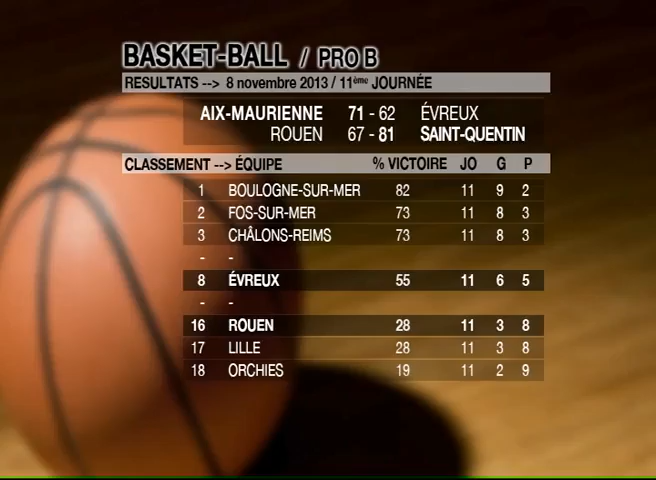 BASKET-BALL / PRO B
RESULTATS --> 8 novembre 2013 / 11ème JOURNÉE
AIX-MAURIENNE 71 - 62 ÉVREUX
ROUEN 67 - 81 SAINT-QUENTIN
CLASSEMENT --> ÉQUIPE % VICTOIRE JO G P
1 BOULOGNE-SUR-MER 82 11 9 2
2 FOS-SUR-MER 73 11 8 3
3 CHÂLONS-REIMS 73 11 8 3
- -
8 ÉVREUX 55 11 6 5
- -
16 ROUEN 28 11 3 8
17 LILLE 28 11 3 8
18 ORCHIES 19 11 2 9